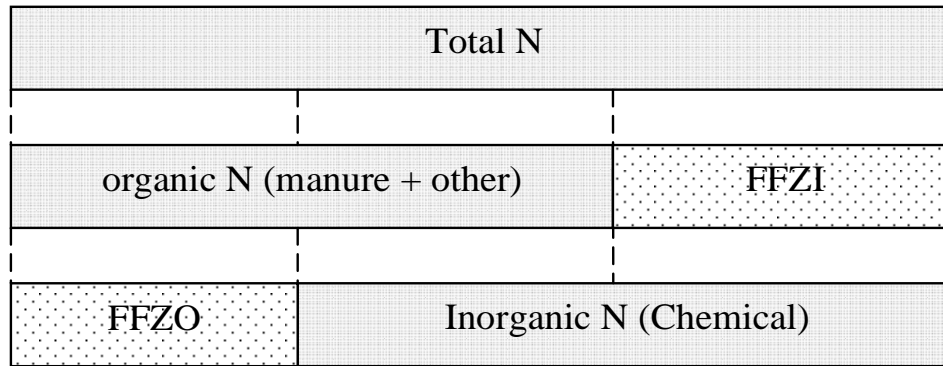 Total N
organic N (manure + other)
FFZI
FFZO
Inorganic N (Chemical)